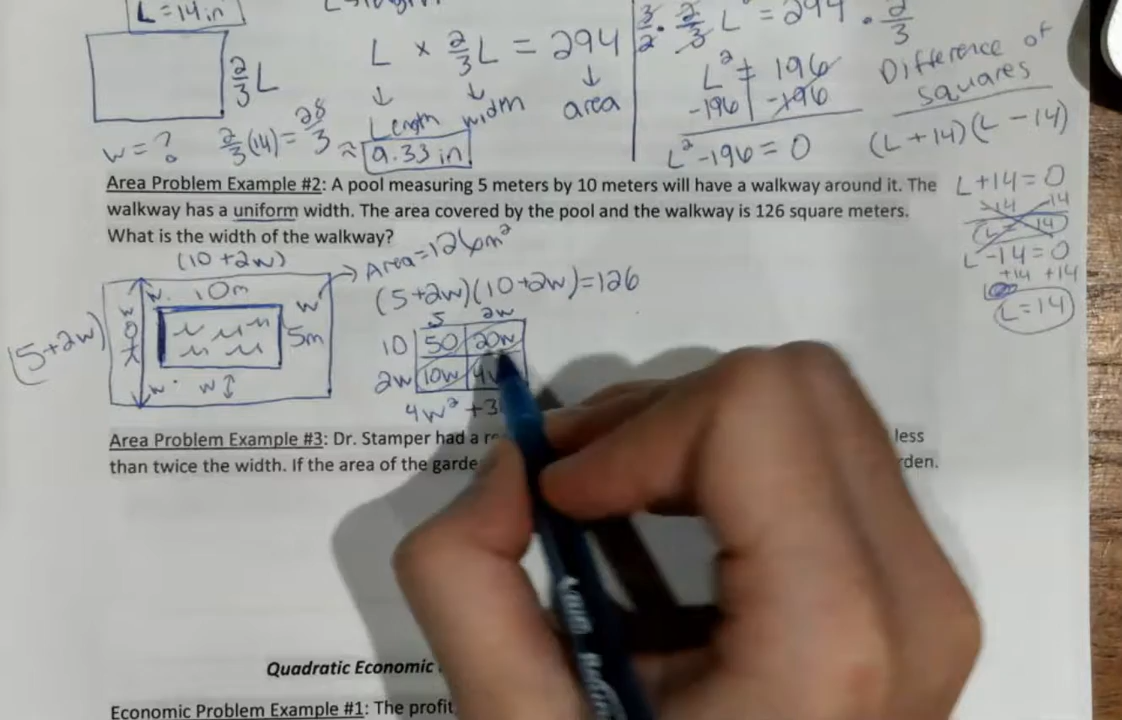 L = 14 in
2/3 L
L × 2/3 L = 294
Length
width
area
w = ?
2/3 (14) = 28/3 ≈ 9.33 in
3/2 · 2/3 L² = 294 · 2/3
L² = 196
-196 -196
L² - 196 = 0
Difference of
squares
(L + 14)(L - 14)
L + 14 = 0
-14 -14
L = 14
L - 14 = 0
+14 +14
L = 14
Area Problem Example #2: A pool measuring 5 meters by 10 meters will have a walkway around it. The
walkway has a uniform width. The area covered by the pool and the walkway is 126 square meters.
What is the width of the walkway?
(10 + 2w)
Area = 126m²
(5 + 2w)
w
10m
w
5m
w
w
w
(5 + 2w)(10 + 2w) = 126
5 2w
10 50 20w
2w 10w 4w
4w² + 3
Area Problem Example #3: Dr. Stamper had a less
than twice the width. If the area of the
Quadratic Economic
Economic Problem Example #1: The profit